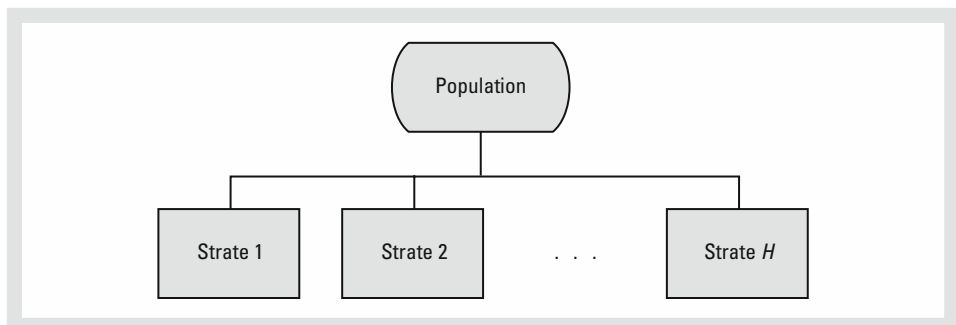 Population
Strate 1 Strate 2 . . . Strate H